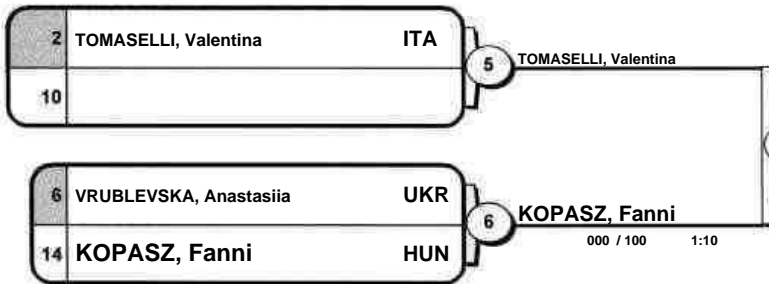 2 TOMASELLI, Valentina ITA
10
5 TOMASELLI, Valentina
6 VRUBLEVSKA, Anastasiia UKR
14 KOPASZ, Fanni HUN
6 KOPASZ, Fanni
000 / 100 1:10